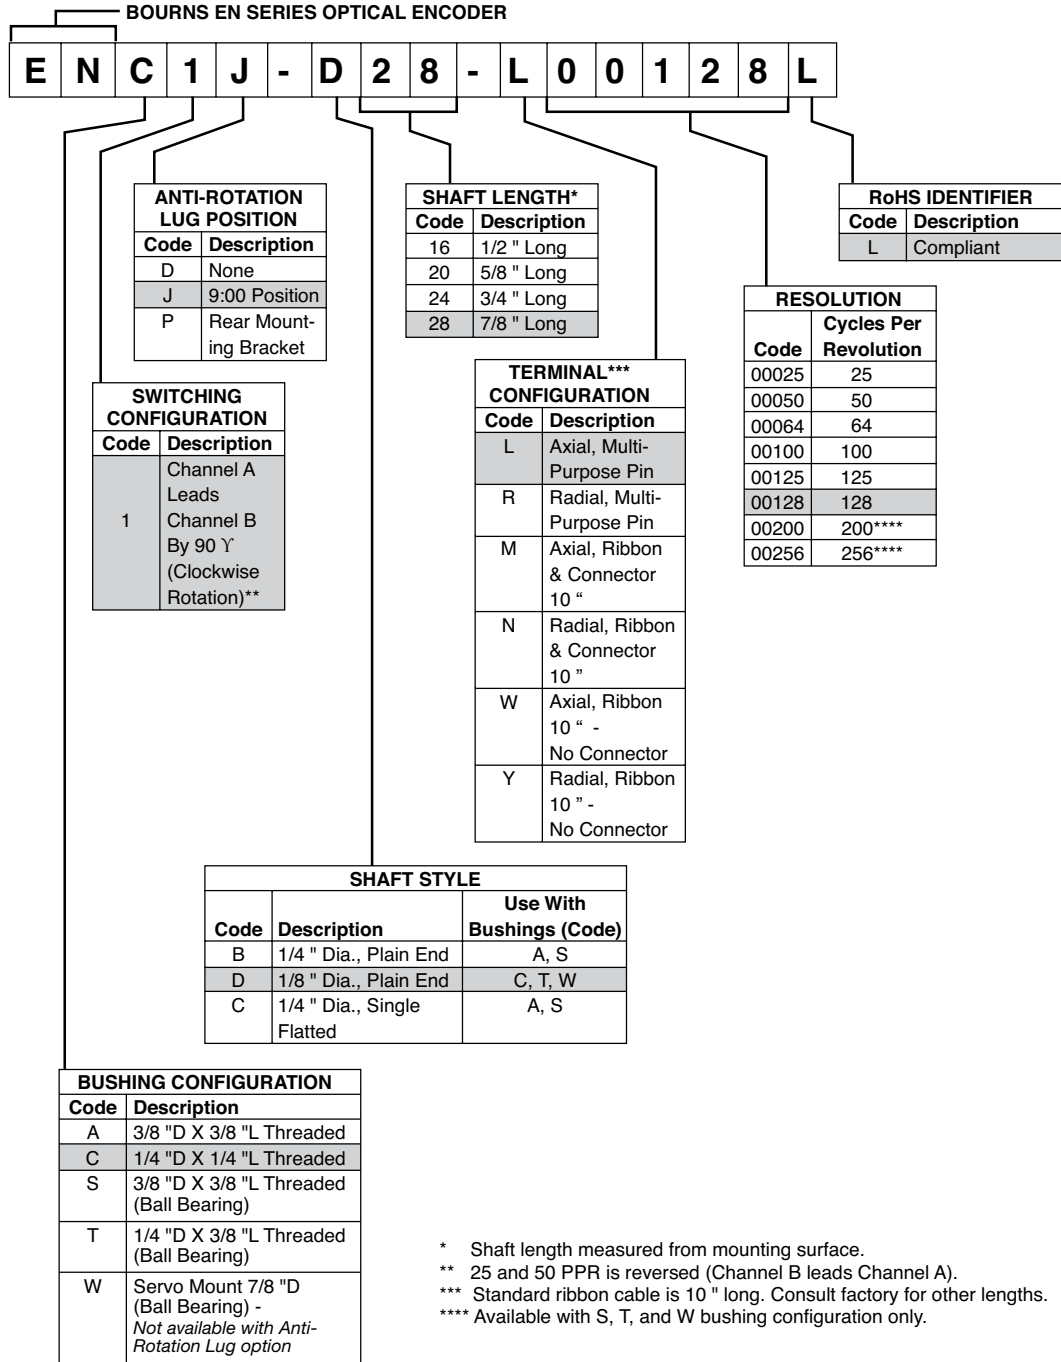 BOURNS EN SERIES OPTICAL ENCODER
E N C 1 J - D 2 8 - L 0 0 1 2 8 L
ANTI-ROTATION
LUG POSITION
Code Description
D None
J 9:00 Position
P Rear Mount-
ing Bracket
SHAFT LENGTH*
Code Description
16 1/2 " Long
20 5/8 " Long
24 3/4 " Long
28 7/8 " Long
RoHS IDENTIFIER
Code Description
L Compliant
RESOLUTION
Cycles Per
Code Revolution
00025 25
00050 50
00064 64
00100 100
00125 125
00128 128
00200 200****
00256 256****
SWITCHING
CONFIGURATION
Code Description
Channel A
Leads
1 Channel B
By 90 ϒ
(Clockwise
Rotation)**
TERMINAL***
CONFIGURATION
Code Description
L Axial, Multi-
Purpose Pin
R Radial, Multi-
Purpose Pin
M Axial, Ribbon
& Connector
10 “
N Radial, Ribbon
& Connector
10 ”
W Axial, Ribbon
10 “ -
No Connector
Y Radial, Ribbon
10 ” -
No Connector
SHAFT STYLE
Use With
Code Description Bushings (Code)
B 1/4 " Dia., Plain End A, S
D 1/8 " Dia., Plain End C, T, W
C 1/4 " Dia., Single A, S
Flatted
BUSHING CONFIGURATION
Code Description
A 3/8 "D X 3/8 "L Threaded
C 1/4 "D X 1/4 "L Threaded
S 3/8 "D X 3/8 "L Threaded
(Ball Bearing)
T 1/4 "D X 3/8 "L Threaded
(Ball Bearing)
W Servo Mount 7/8 "D
(Ball Bearing) -
Not available with Anti-
Rotation Lug option
* Shaft length measured from mounting surface.
** 25 and 50 PPR is reversed (Channel B leads Channel A).
*** Standard ribbon cable is 10 " long. Consult factory for other lengths.
**** Available with S, T, and W bushing configuration only.